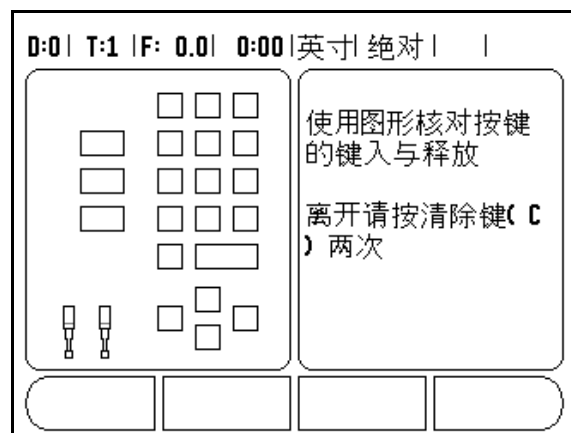 D:0 | T:1 | F: 0.0 | 0:00 | 英寸 | 绝对 | |
使用图形核对按键
的键入与释放
离开请按清除键( C
) 两次